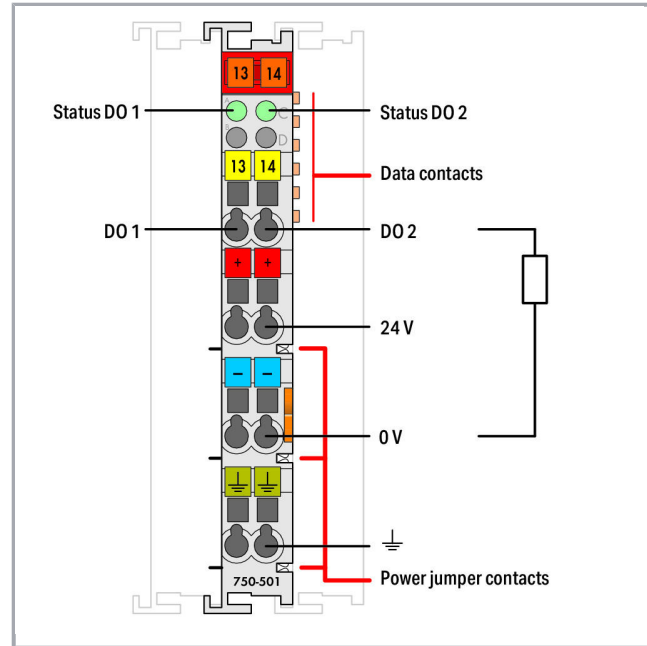 13 14
A C
Status DO 1
Status DO 2
B D
Data contacts
13 14
DO 1
DO 2
+ +
24 V
− −
0 V
750-501
Power jumper contacts